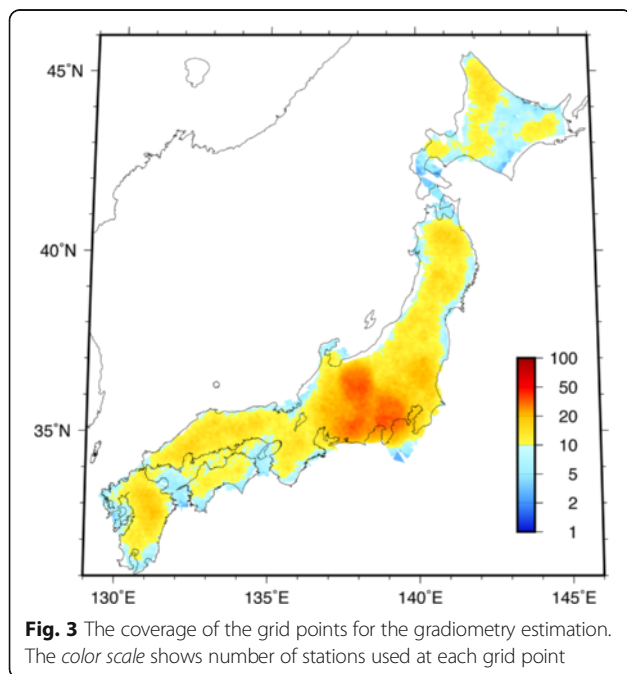 45˚N
40˚N
35˚N
100
50
20
10
5
2
1
130˚E 135˚E 140˚E 145˚E
Fig. 3 The coverage of the grid points for the gradiometry estimation.
The color scale shows number of stations used at each grid point